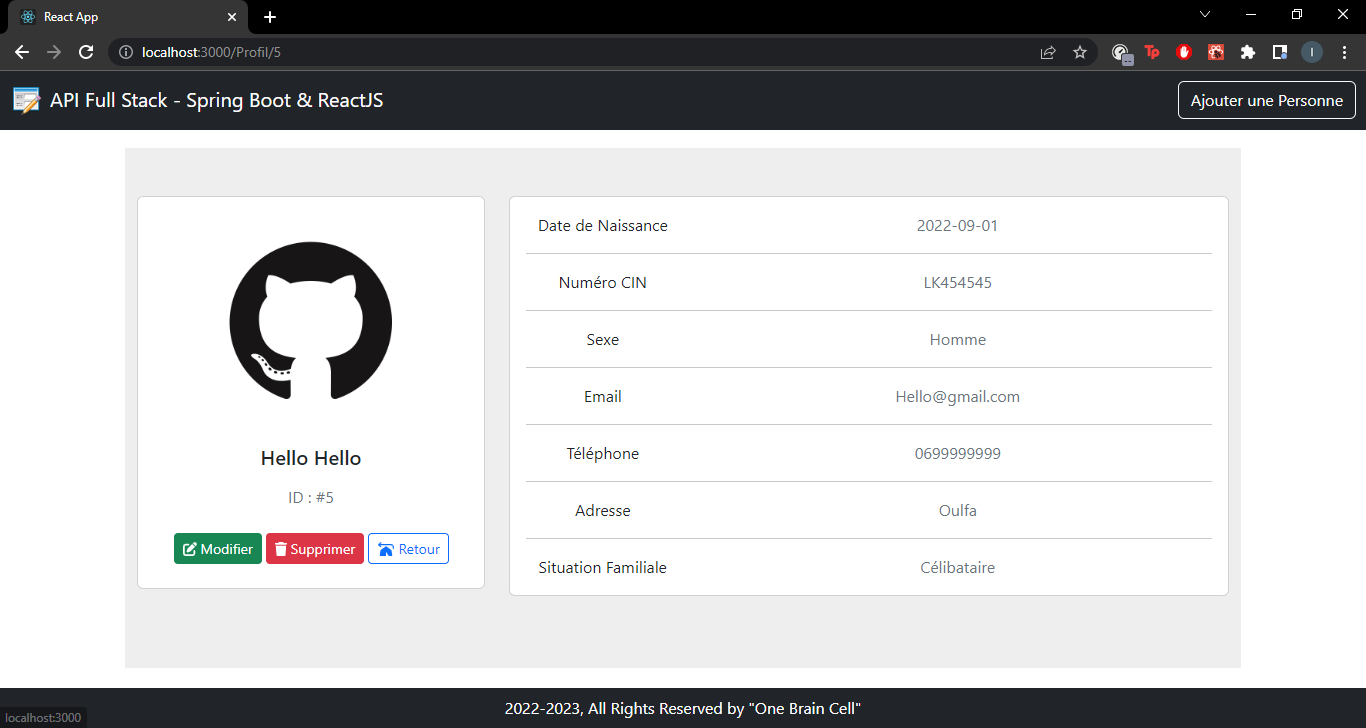 React App
localhost:3000/Profil/5
Tp
I
API Full Stack - Spring Boot & ReactJS
Ajouter une Personne
Hello Hello
ID : #5
Modifier Supprimer Retour
Date de Naissance 2022-09-01
Numéro CIN LK454545
Sexe Homme
Email Hello@gmail.com
Téléphone 0699999999
Adresse Oulfa
Situation Familiale Célibataire
2022-2023, All Rights Reserved by "One Brain Cell"
localhost:3000